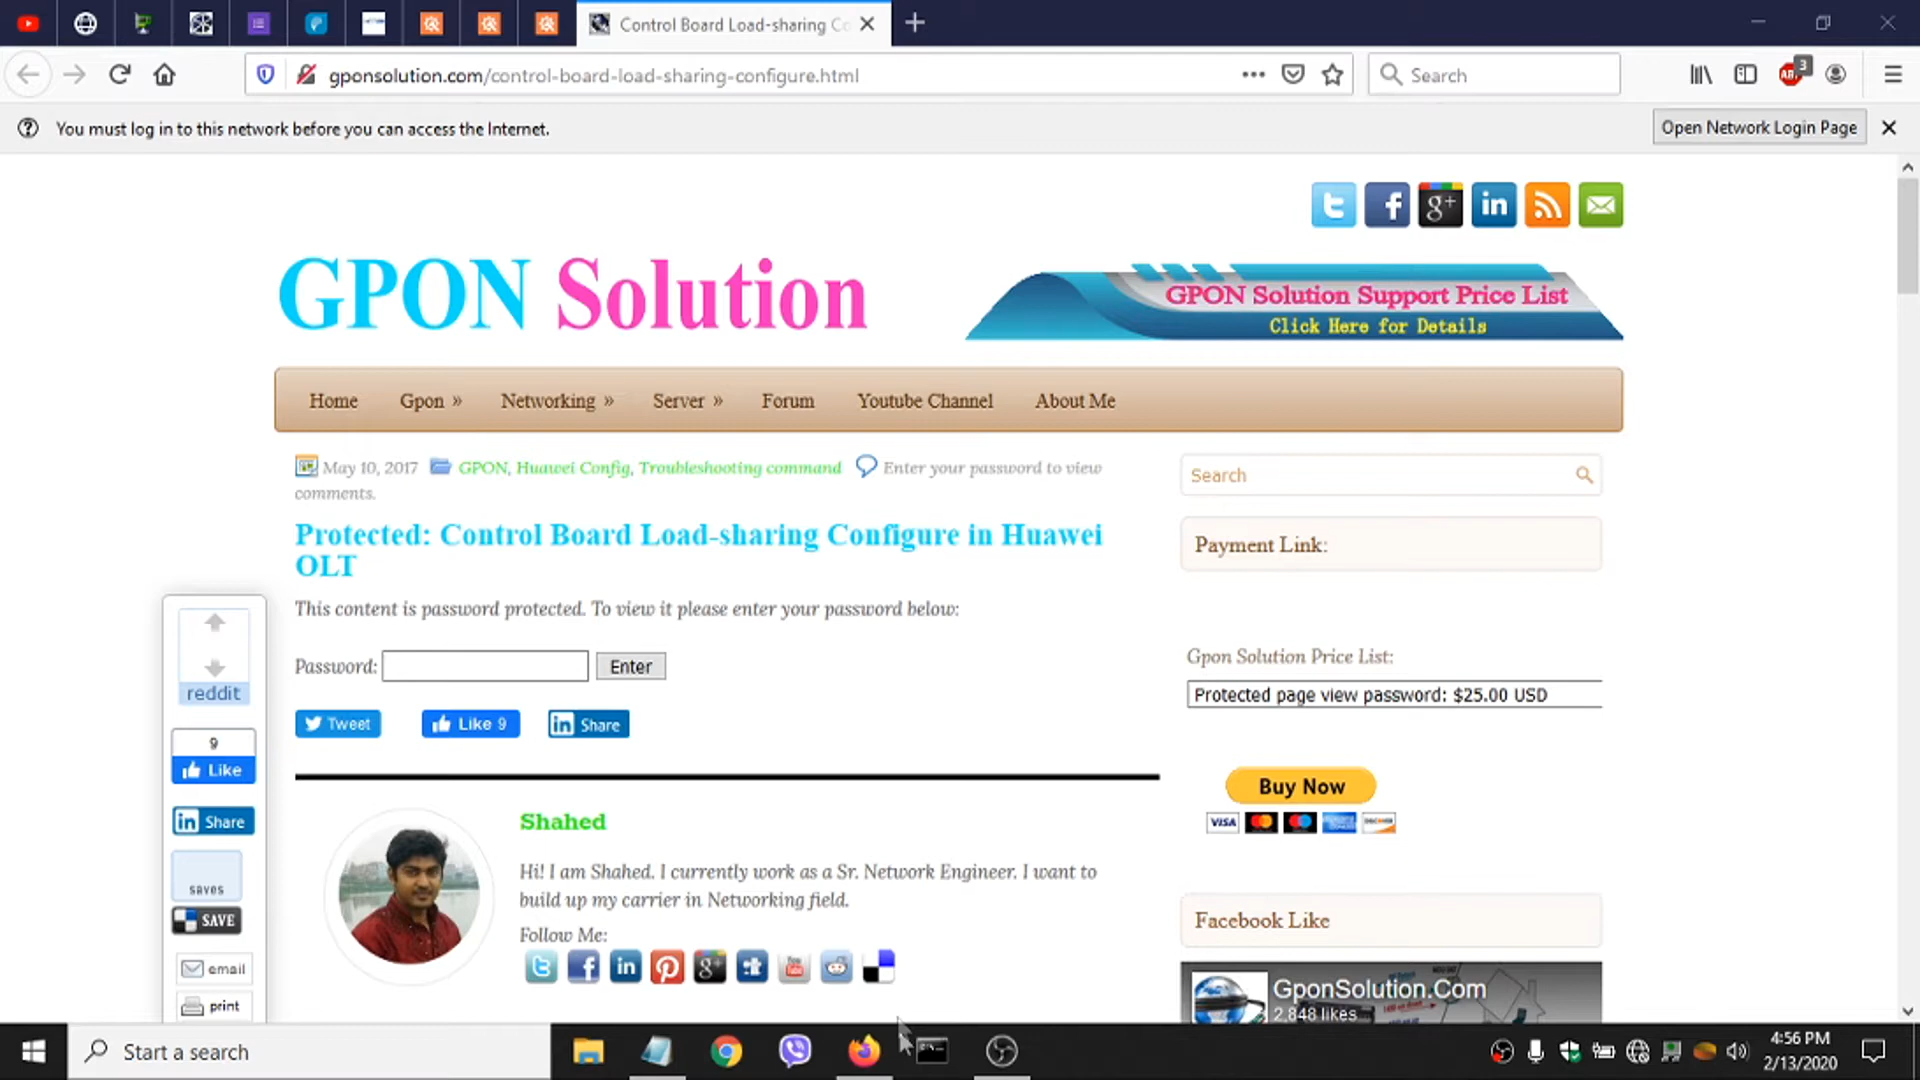 Control Board Load-sharing Co
gponsolution.com/control-board-load-sharing-configure.html
Search
3
You must log in to this network before you can access the Internet.
Open Network Login Page
GPON Solution
GPON Solution Support Price List
Click Here for Details
Home
Gpon »
Networking »
Server »
Forum
Youtube Channel
About Me
May 10, 2017
GPON, Huawei Config, Troubleshooting command
Enter your password to view
comments.
Protected: Control Board Load-sharing Configure in Huawei
OLT
This content is password protected. To view it please enter your password below:
Password:
Enter
Tweet
Like 9
in Share
Shahed
Hi! I am Shahed. I currently work as a Sr. Network Engineer. I want to
build up my carrier in Networking field.
Follow Me:
reddit
9
Like
in Share
saves
SAVE
email
print
Search
Payment Link:
Gpon Solution Price List:
Protected page view password: $25.00 USD
Buy Now
VISA
DISCOVER
Facebook Like
GponSolution.Com
2,848 likes
Start a search
4:56 PM
2/13/2020